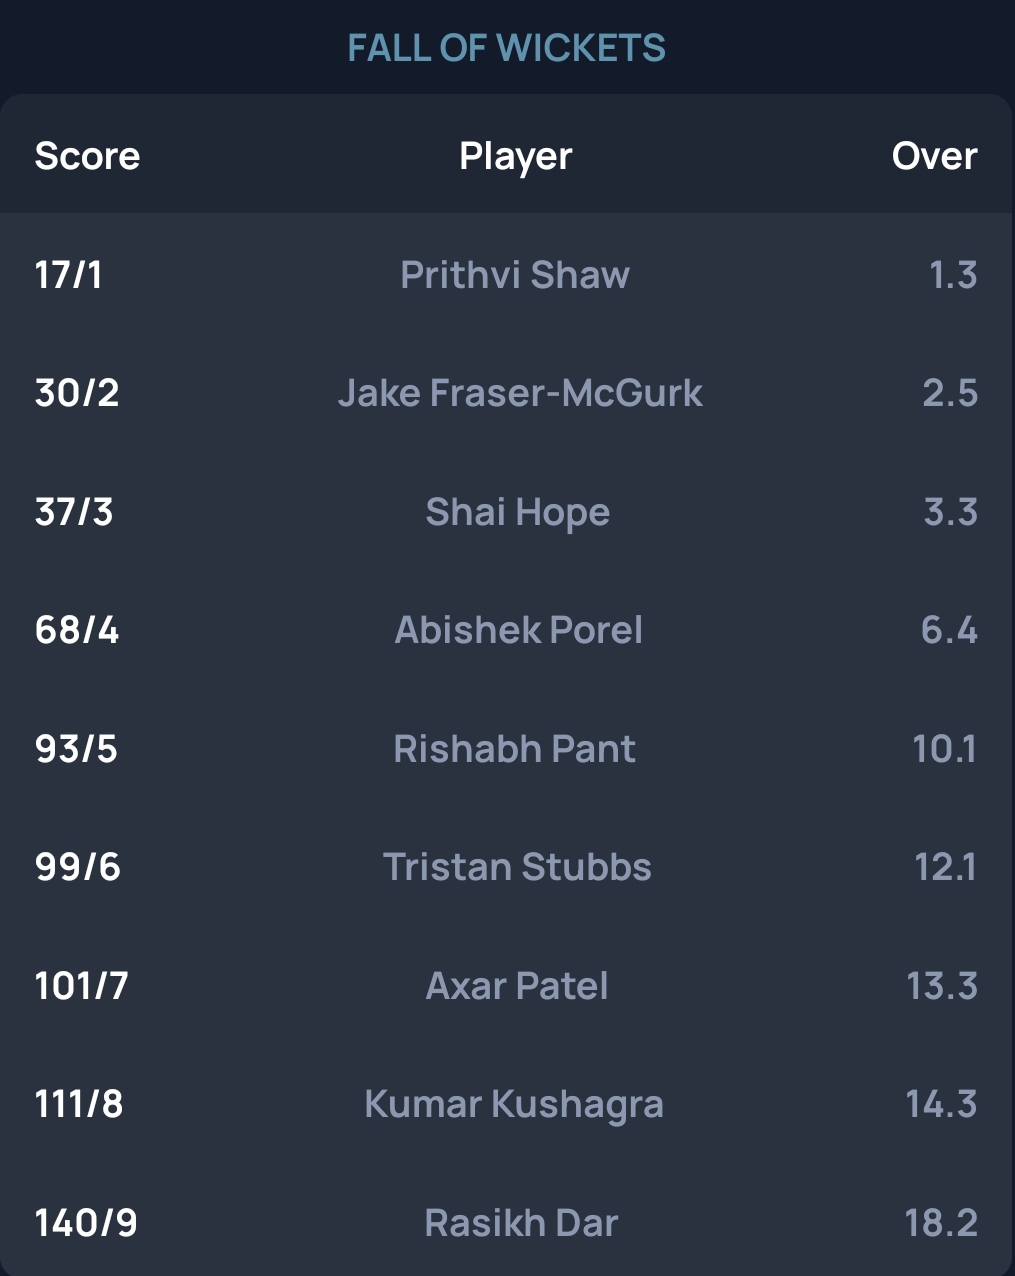 FALL OF WICKETS
Score Player Over
17/1 Prithvi Shaw 1.3
30/2 Jake Fraser-McGurk 2.5
37/3 Shai Hope 3.3
68/4 Abishek Porel 6.4
93/5 Rishabh Pant 10.1
99/6 Tristan Stubbs 12.1
101/7 Axar Patel 13.3
111/8 Kumar Kushagra 14.3
140/9 Rasikh Dar 18.2